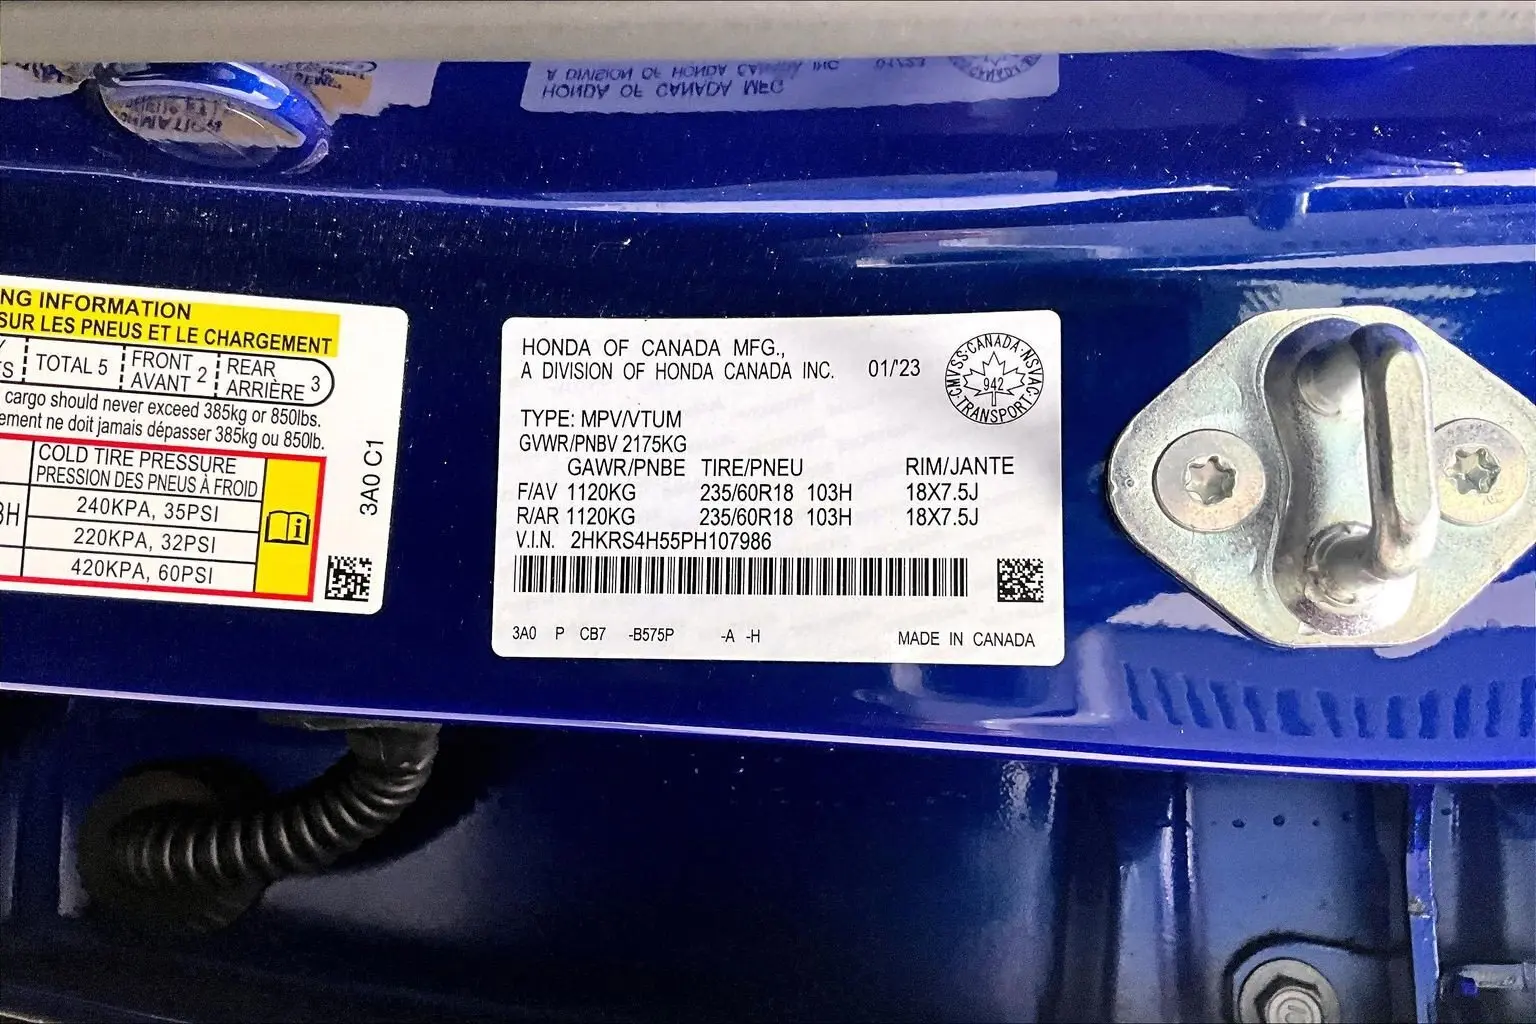 HONDA OF CANADA MFG.
A DIVISION OF HONDA CANADA INC. 01/23
NG INFORMATION
SUR LES PNEUS ET LE CHARGEMENT
TOTAL 5 FRONT AVANT 2 REAR ARRIÈRE 3
cargo should never exceed 385kg or 850lbs.
ement ne doit jamais dépasser 385kg ou 850lb.
COLD TIRE PRESSURE
PRESSION DES PNEUS À FROID
240KPA, 35PSI
220KPA, 32PSI
420KPA, 60PSI
3A0 C1
HONDA OF CANADA MFG.,
A DIVISION OF HONDA CANADA INC. 01/23
CMVSS·CANADA·NSVAC·TRANSPORT
942
TYPE: MPV/VTUM
GVWR/PNBV 2175KG
GAWR/PNBE TIRE/PNEU RIM/JANTE
F/AV 1120KG 235/60R18 103H 18X7.5J
R/AR 1120KG 235/60R18 103H 18X7.5J
V.I.N. 2HKRS4H55PH107986
3A0 P CB7 -B575P -A -H MADE IN CANADA